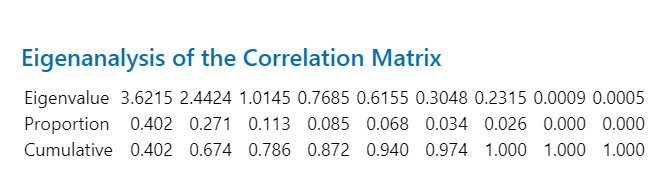 Eigenanalysis of the Correlation Matrix
Eigenvalue 3.6215 2.4424 1.0145 0.7685 0.6155 0.3048 0.2315 0.0009 0.0005
Proportion 0.402 0.271 0.113 0.085 0.068 0.034 0.026 0.000 0.000
Cumulative 0.402 0.674 0.786 0.872 0.940 0.974 1.000 1.000 1.000